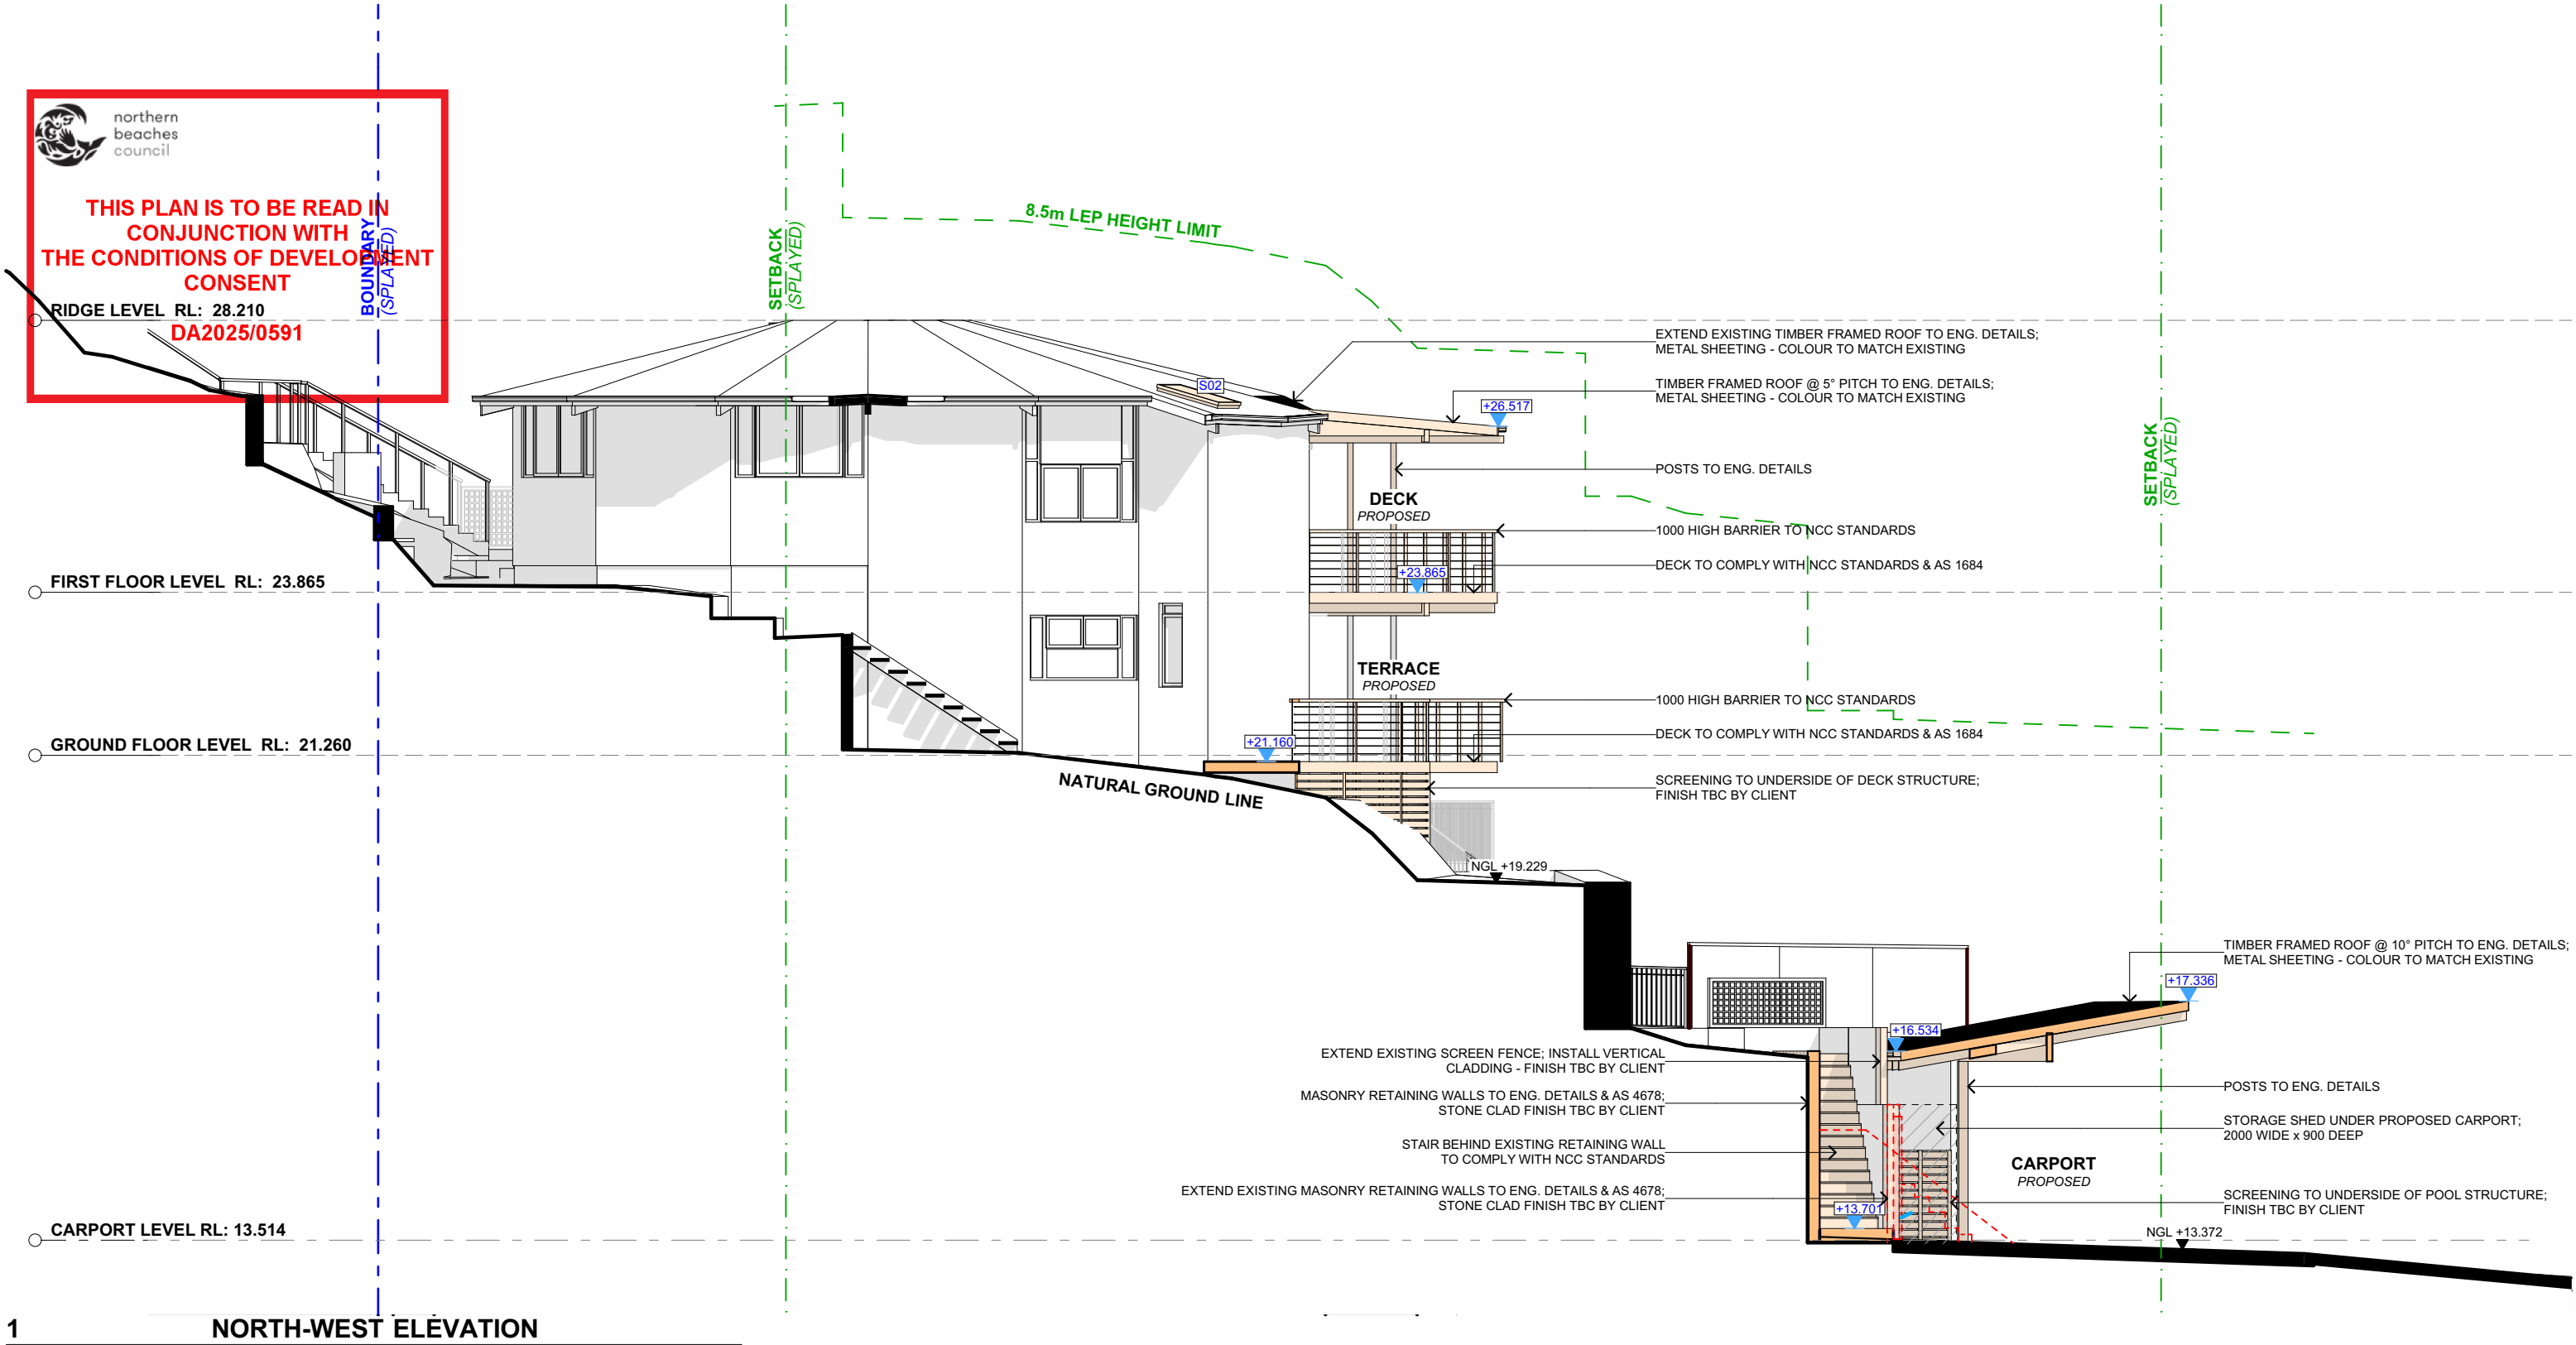 northern
beaches
council
THIS PLAN IS TO BE READ IN
CONJUNCTION WITH
THE CONDITIONS OF DEVELOPMENT
CONSENT
DA2025/0591
BOUNDARY
(SPLAYED)
SETBACK
(SPLAYED)
8.5m LEP HEIGHT LIMIT
SETBACK
(SPLAYED)
RIDGE LEVEL RL: 28.210
FIRST FLOOR LEVEL RL: 23.865
GROUND FLOOR LEVEL RL: 21.260
CARPORT LEVEL RL: 13.514
S02
+26.517
EXTEND EXISTING TIMBER FRAMED ROOF TO ENG. DETAILS;
METAL SHEETING - COLOUR TO MATCH EXISTING
TIMBER FRAMED ROOF @ 5° PITCH TO ENG. DETAILS;
METAL SHEETING - COLOUR TO MATCH EXISTING
POSTS TO ENG. DETAILS
DECK
PROPOSED
1000 HIGH BARRIER TO NCC STANDARDS
+23.865
DECK TO COMPLY WITH NCC STANDARDS & AS 1684
TERRACE
PROPOSED
1000 HIGH BARRIER TO NCC STANDARDS
+21.160
DECK TO COMPLY WITH NCC STANDARDS & AS 1684
NATURAL GROUND LINE
SCREENING TO UNDERSIDE OF DECK STRUCTURE;
FINISH TBC BY CLIENT
NGL +19.229
TIMBER FRAMED ROOF @ 10° PITCH TO ENG. DETAILS;
METAL SHEETING - COLOUR TO MATCH EXISTING
+17.336
+16.534
EXTEND EXISTING SCREEN FENCE; INSTALL VERTICAL
CLADDING - FINISH TBC BY CLIENT
MASONRY RETAINING WALLS TO ENG. DETAILS & AS 4678;
STONE CLAD FINISH TBC BY CLIENT
STAIR BEHIND EXISTING RETAINING WALL
TO COMPLY WITH NCC STANDARDS
EXTEND EXISTING MASONRY RETAINING WALLS TO ENG. DETAILS & AS 4678;
STONE CLAD FINISH TBC BY CLIENT
+13.701
POSTS TO ENG. DETAILS
STORAGE SHED UNDER PROPOSED CARPORT;
2000 WIDE x 900 DEEP
CARPORT
PROPOSED
SCREENING TO UNDERSIDE OF POOL STRUCTURE;
FINISH TBC BY CLIENT
NGL +13.372
1 NORTH-WEST ELEVATION